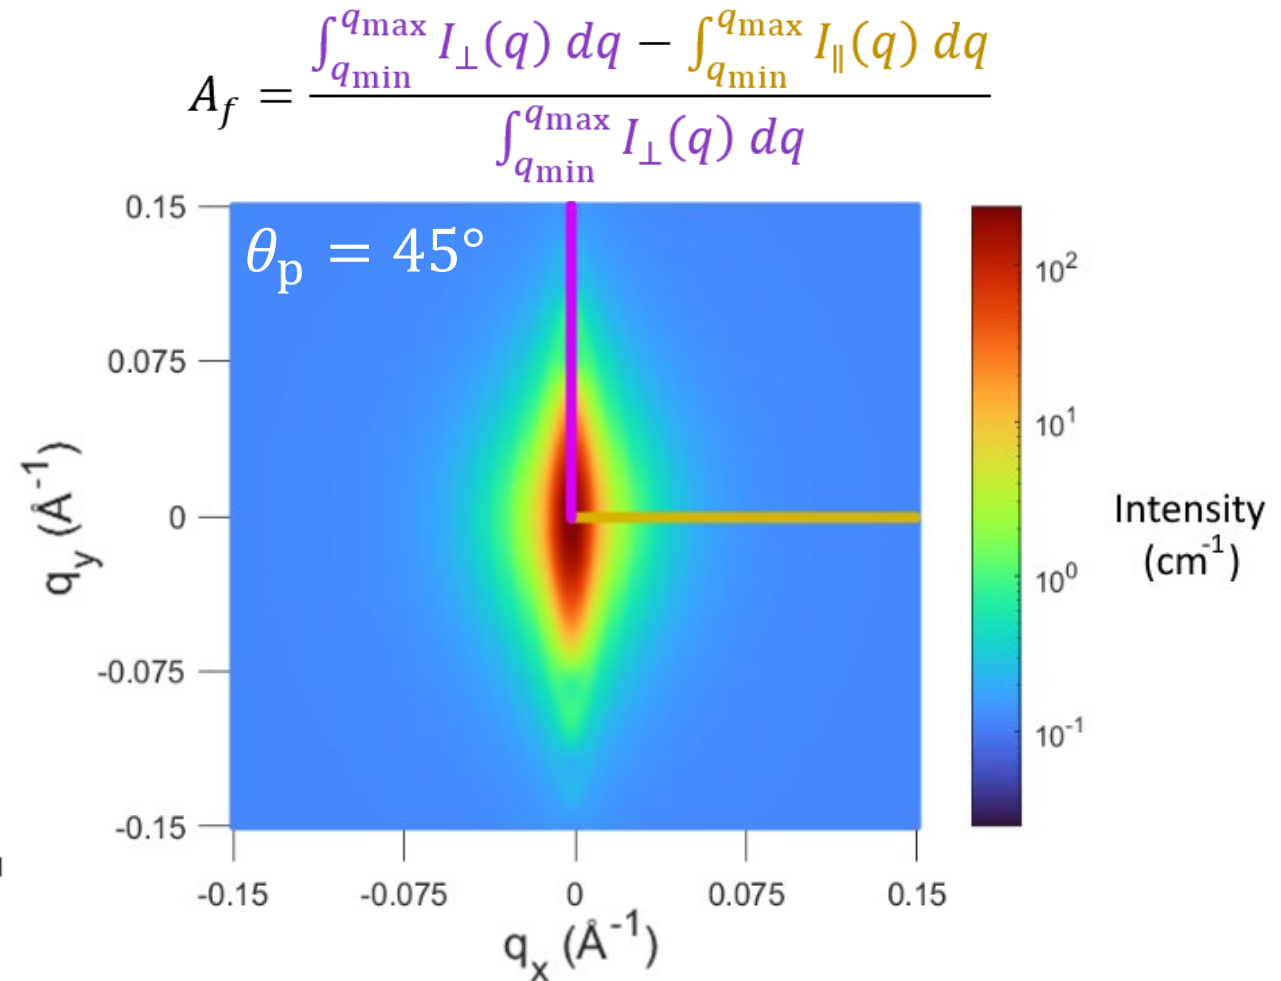 A_f = (∫_{q_min}^{q_max} I_⊥(q) dq − ∫_{q_min}^{q_max} I_∥(q) dq) / (∫_{q_min}^{q_max} I_⊥(q) dq)
θ_p = 45°
0.15
0.075
0
-0.075
-0.15
q_y (Å^-1)
-0.15 -0.075 0 0.075 0.15
q_x (Å^-1)
10^2
10^1
10^0
10^-1
Intensity
(cm^-1)